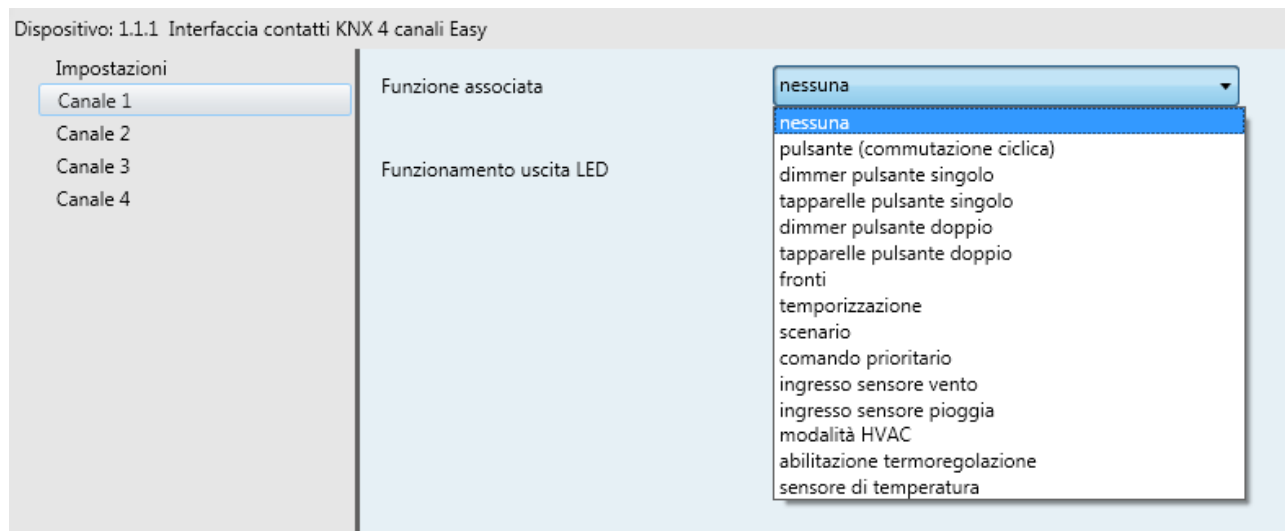 Dispositivo: 1.1.1 Interfaccia contatti KNX 4 canali Easy
Impostazioni
Canale 1
Canale 2
Canale 3
Canale 4
Funzione associata
nessuna
Funzionamento uscita LED
nessuna
pulsante (commutazione ciclica)
dimmer pulsante singolo
tapparelle pulsante singolo
dimmer pulsante doppio
tapparelle pulsante doppio
fronti
temporizzazione
scenario
comando prioritario
ingresso sensore vento
ingresso sensore pioggia
modalità HVAC
abilitazione termoregolazione
sensore di temperatura